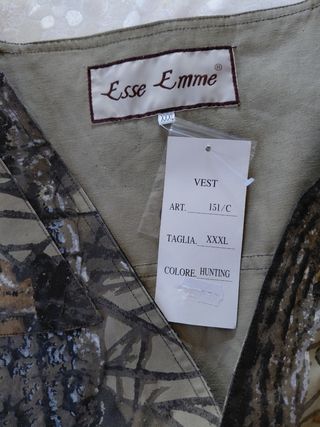 Esse Emme®
XXXL
VEST
ART. 151/C
TAGLIA. XXXL
COLORE. HUNTING